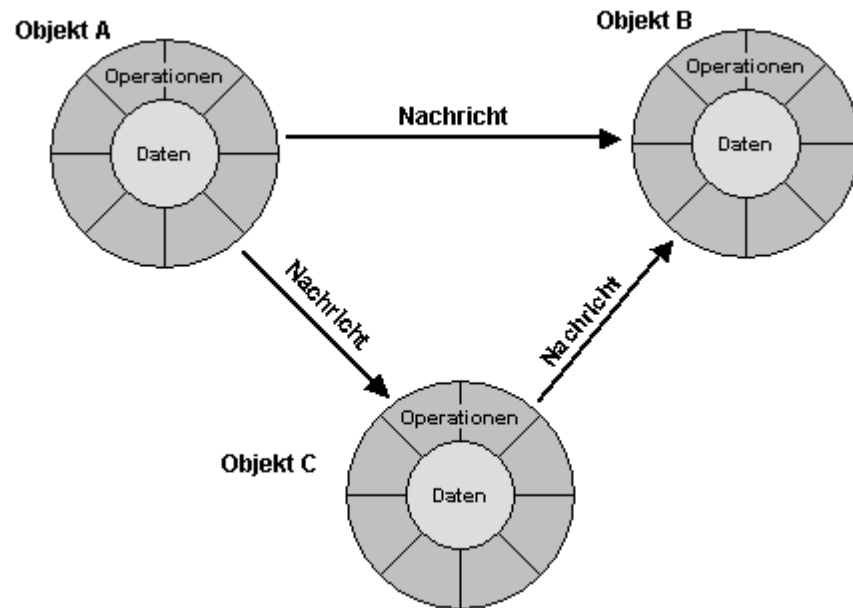 Objekt A
Objekt B
Operationen
Operationen
Nachricht
Daten
Daten
Nachricht
Nachricht
Operationen
Objekt C
Daten